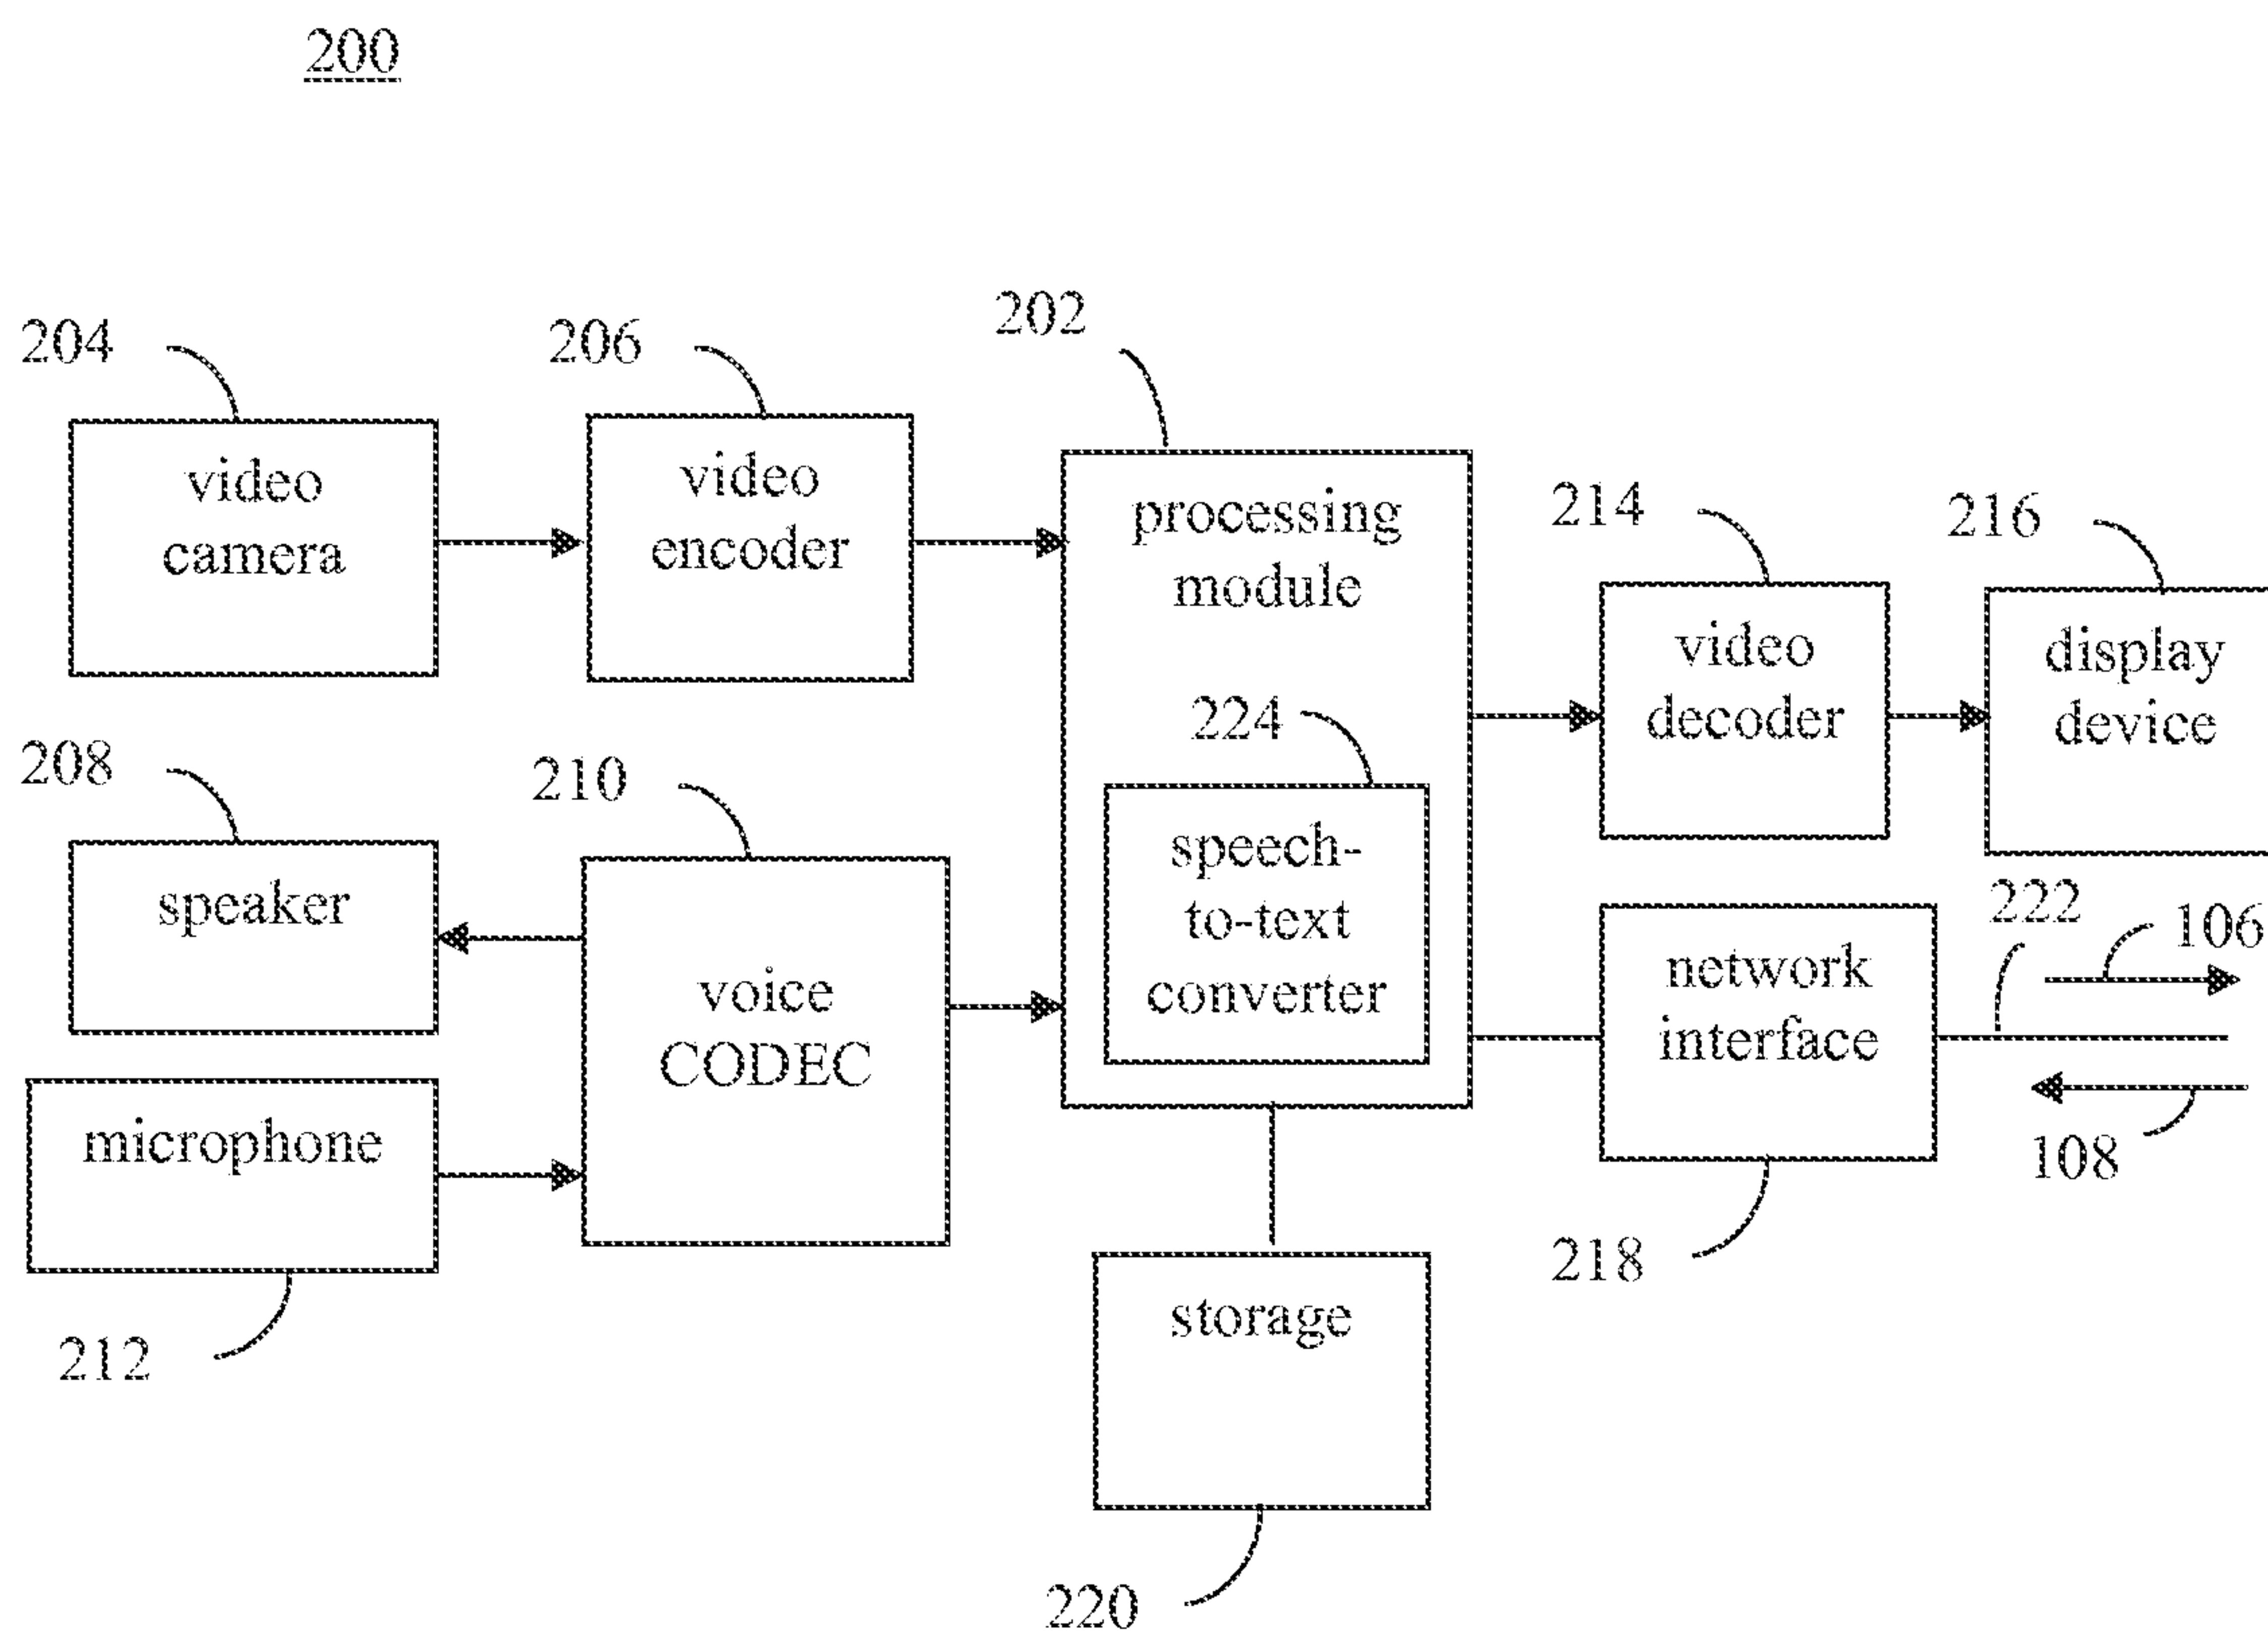 200
202
204
206
video
camera
video
encoder
processing
module
214
216
video
decoder
display
device
224
208
210
speech-
to-text
converter
speaker
voice
CODEC
222
106
network
interface
microphone
108
212
218
storage
220